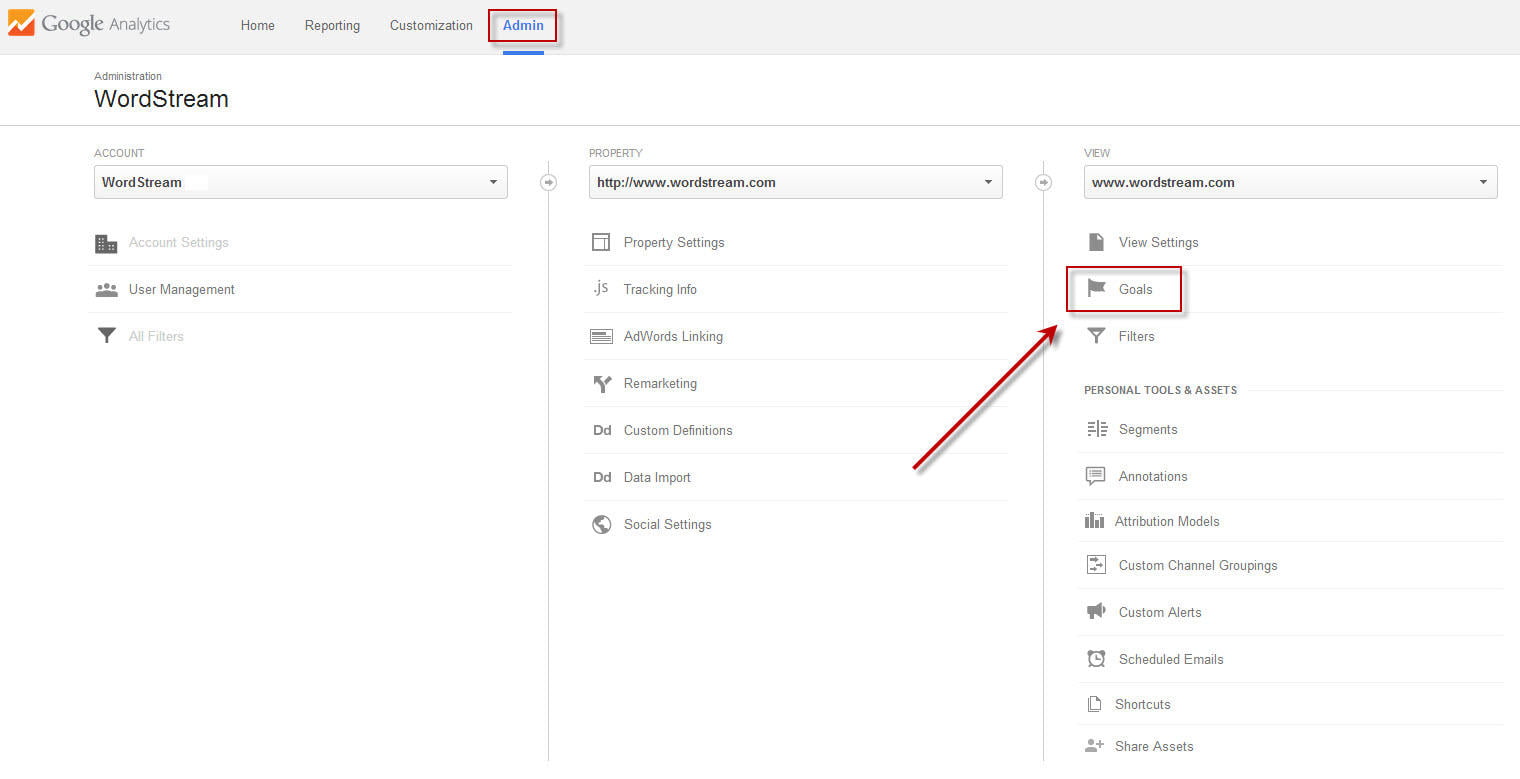 Google Analytics
Home Reporting Customization Admin
Administration
WordStream
ACCOUNT
WordStream
Account Settings
User Management
All Filters
PROPERTY
http://www.wordstream.com
Property Settings
.js Tracking Info
AdWords Linking
Remarketing
Dd Custom Definitions
Dd Data Import
Social Settings
VIEW
www.wordstream.com
View Settings
Goals
Filters
PERSONAL TOOLS & ASSETS
Segments
Annotations
Attribution Models
Custom Channel Groupings
Custom Alerts
Scheduled Emails
Shortcuts
Share Assets